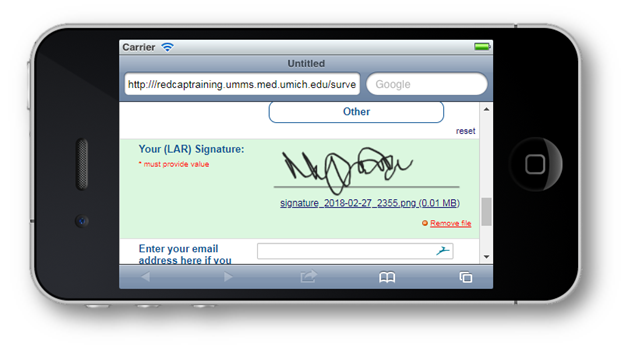 Carrier
Untitled
http:///redcaptraining.umms.med.umich.edu/surve
Google
Other
reset
Your (LAR) Signature:
* must provide value
signature_2018-02-27_2355.png (0.01 MB)
Remove file
Enter your email
address here if you